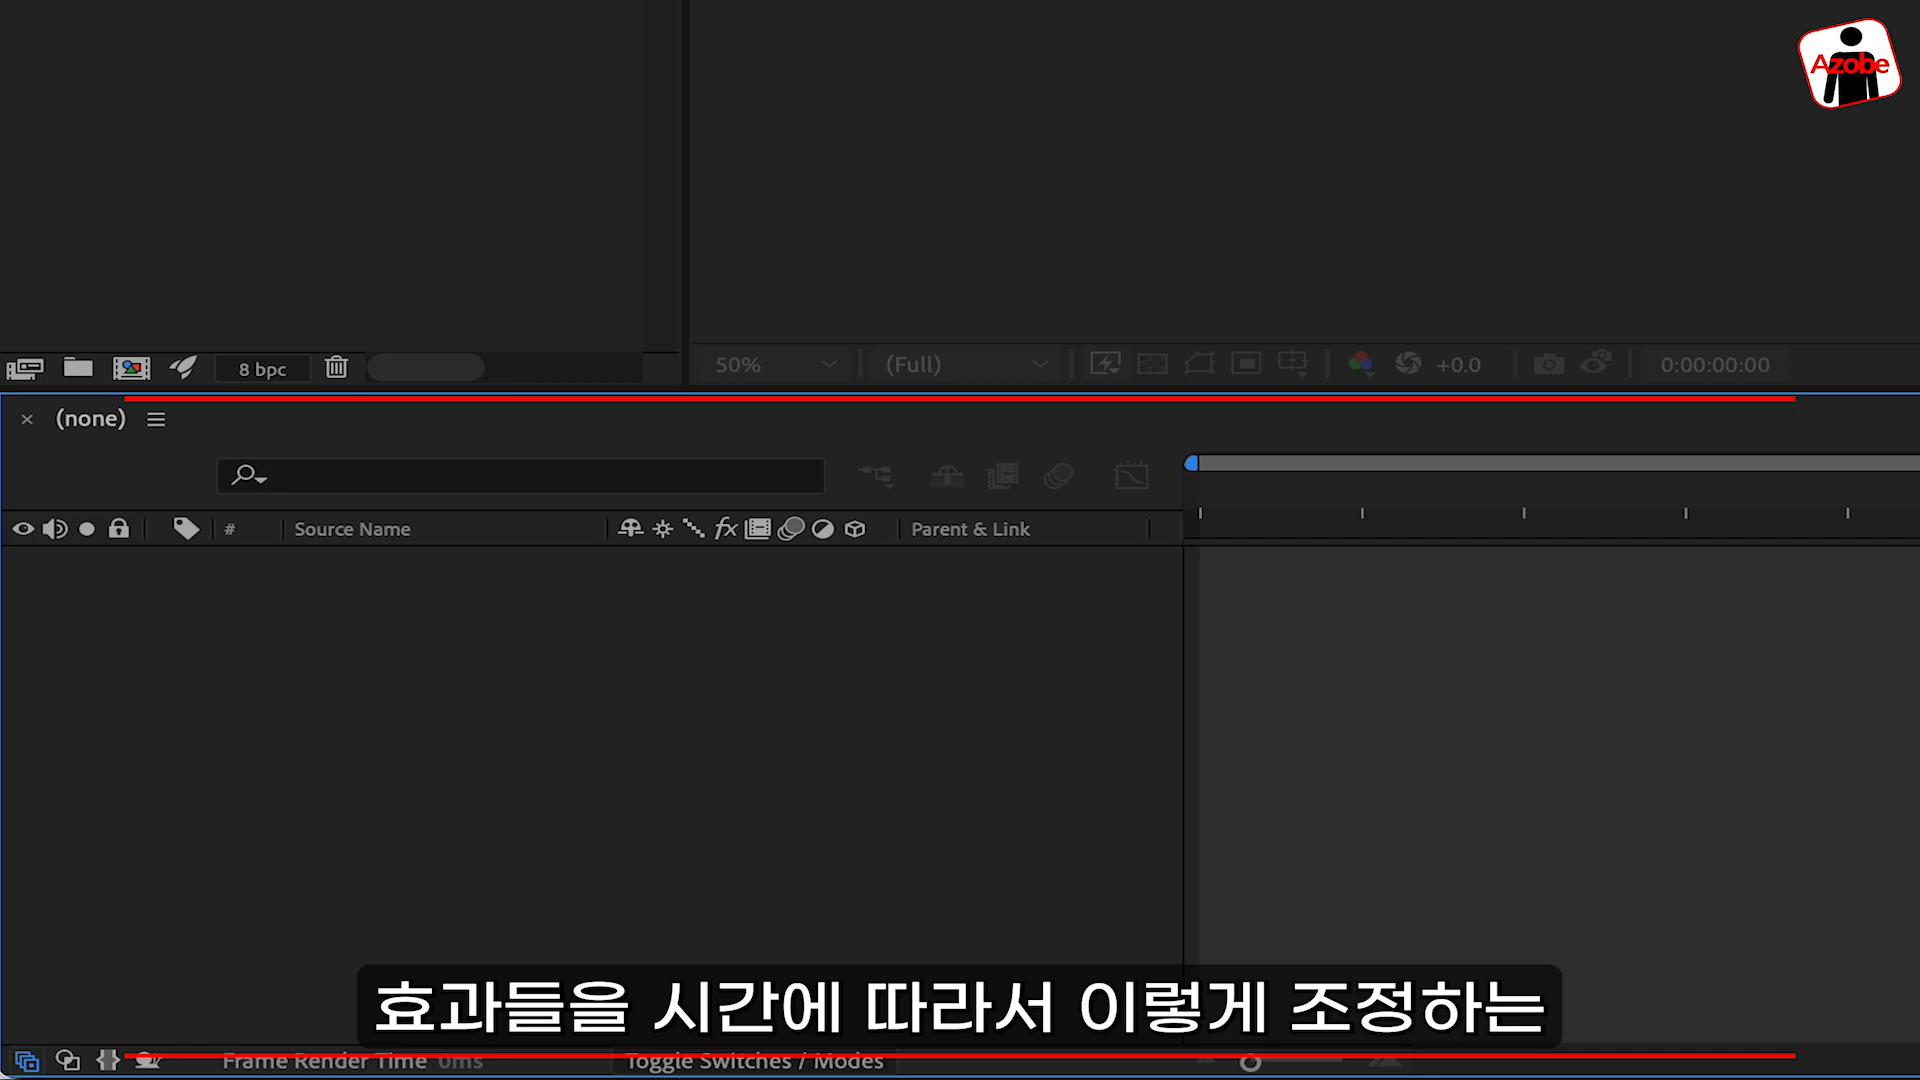 Azobe
8 bpc
50%
(Full)
+0.0
0:00:00:00
(none)
# Source Name
fx
Parent & Link
효과들을 시간에 따라서 이렇게 조정하는
Frame Render Time 0ms
Toggle Switches / Modes